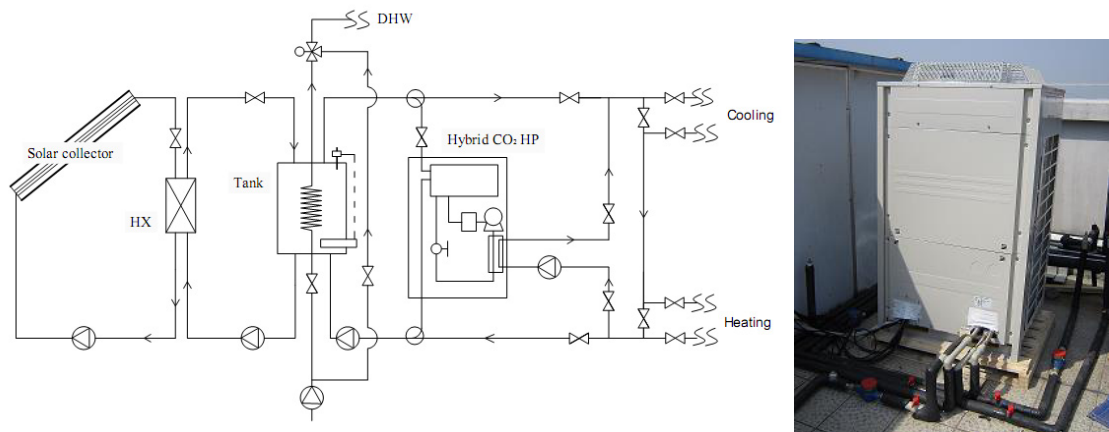 DHW
Solar collector
Tank
HX
Hybrid CO₂ HP
Cooling
Heating